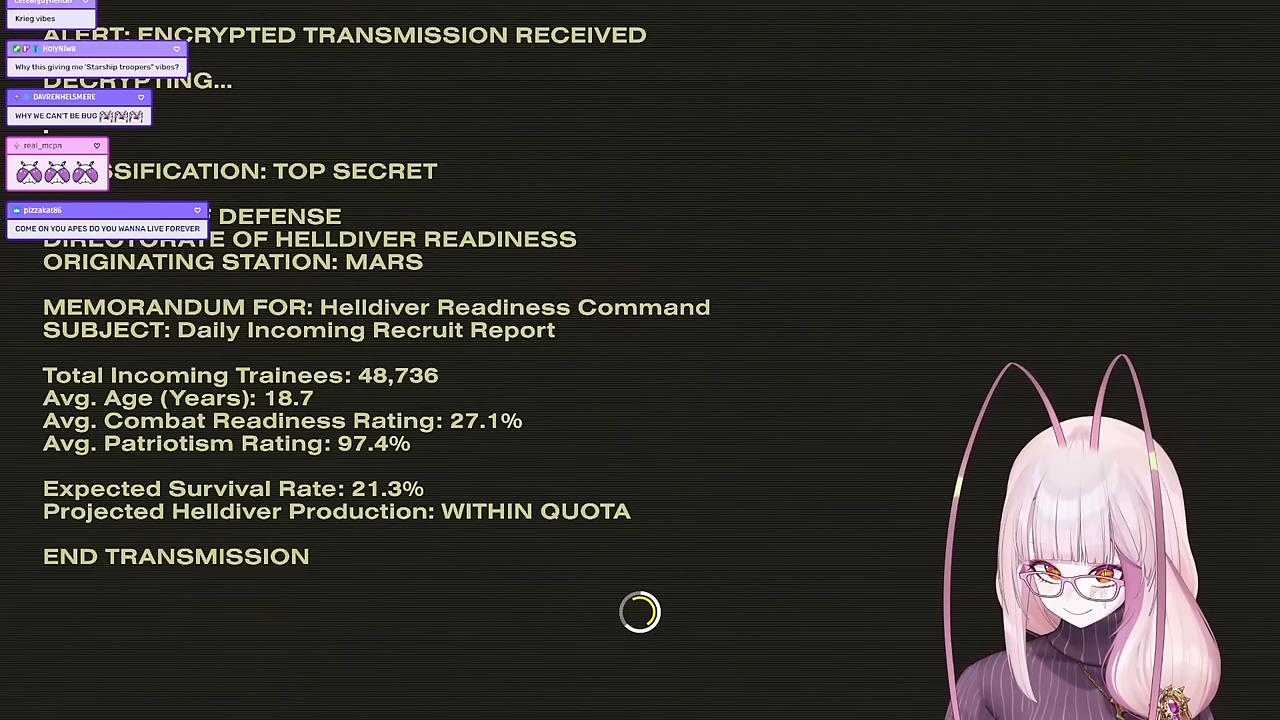 Krieg vibes
HolyNiwa
Why this giving me 'Starship troopers" vibes?
DAVRENHELSMERE
WHY WE CAN'T BE BUG
real_mcpn
pizzakat86
COME ON YOU APES DO YOU WANNA LIVE FOREVER
ALERT: ENCRYPTED TRANSMISSION RECEIVED
DECRYPTING...
SSIFICATION: TOP SECRET
DEFENSE
DIRECTORATE OF HELLDIVER READINESS
ORIGINATING STATION: MARS
MEMORANDUM FOR: Helldiver Readiness Command
SUBJECT: Daily Incoming Recruit Report
Total Incoming Trainees: 48,736
Avg. Age (Years): 18.7
Avg. Combat Readiness Rating: 27.1%
Avg. Patriotism Rating: 97.4%
Expected Survival Rate: 21.3%
Projected Helldiver Production: WITHIN QUOTA
END TRANSMISSION